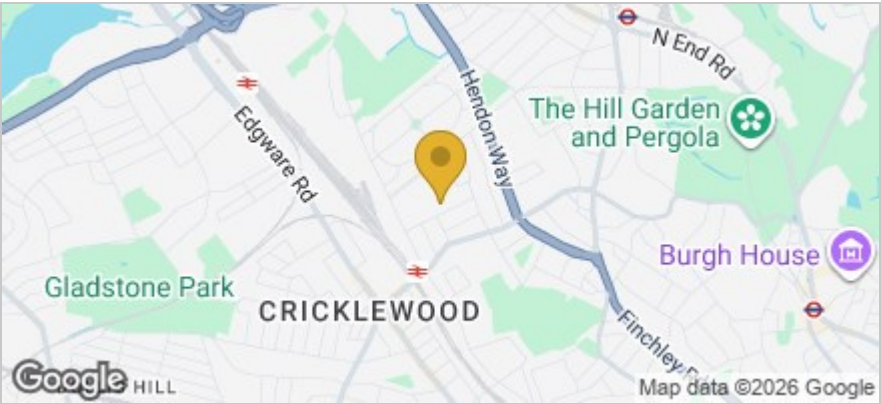 N End Rd
Hendon Way
The Hill Garden
and Pergola
Edgware Rd
Burgh House
Gladstone Park
CRICKLEWOOD
Finchley
HILL
Google
Map data ©2026 Google